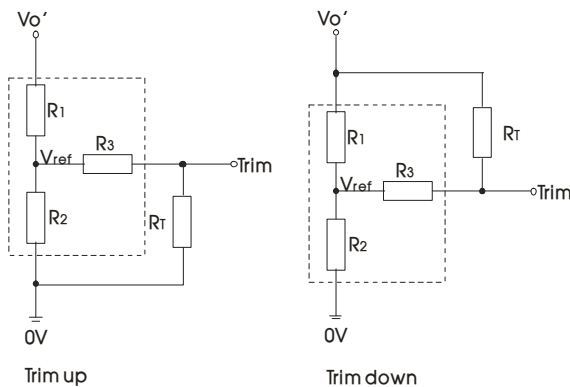 Vo'
R1
R3
Vref
Trim
R2
RT
0V
Trim up
Vo'
R1
RT
R3
Vref
Trim
R2
0V
Trim down